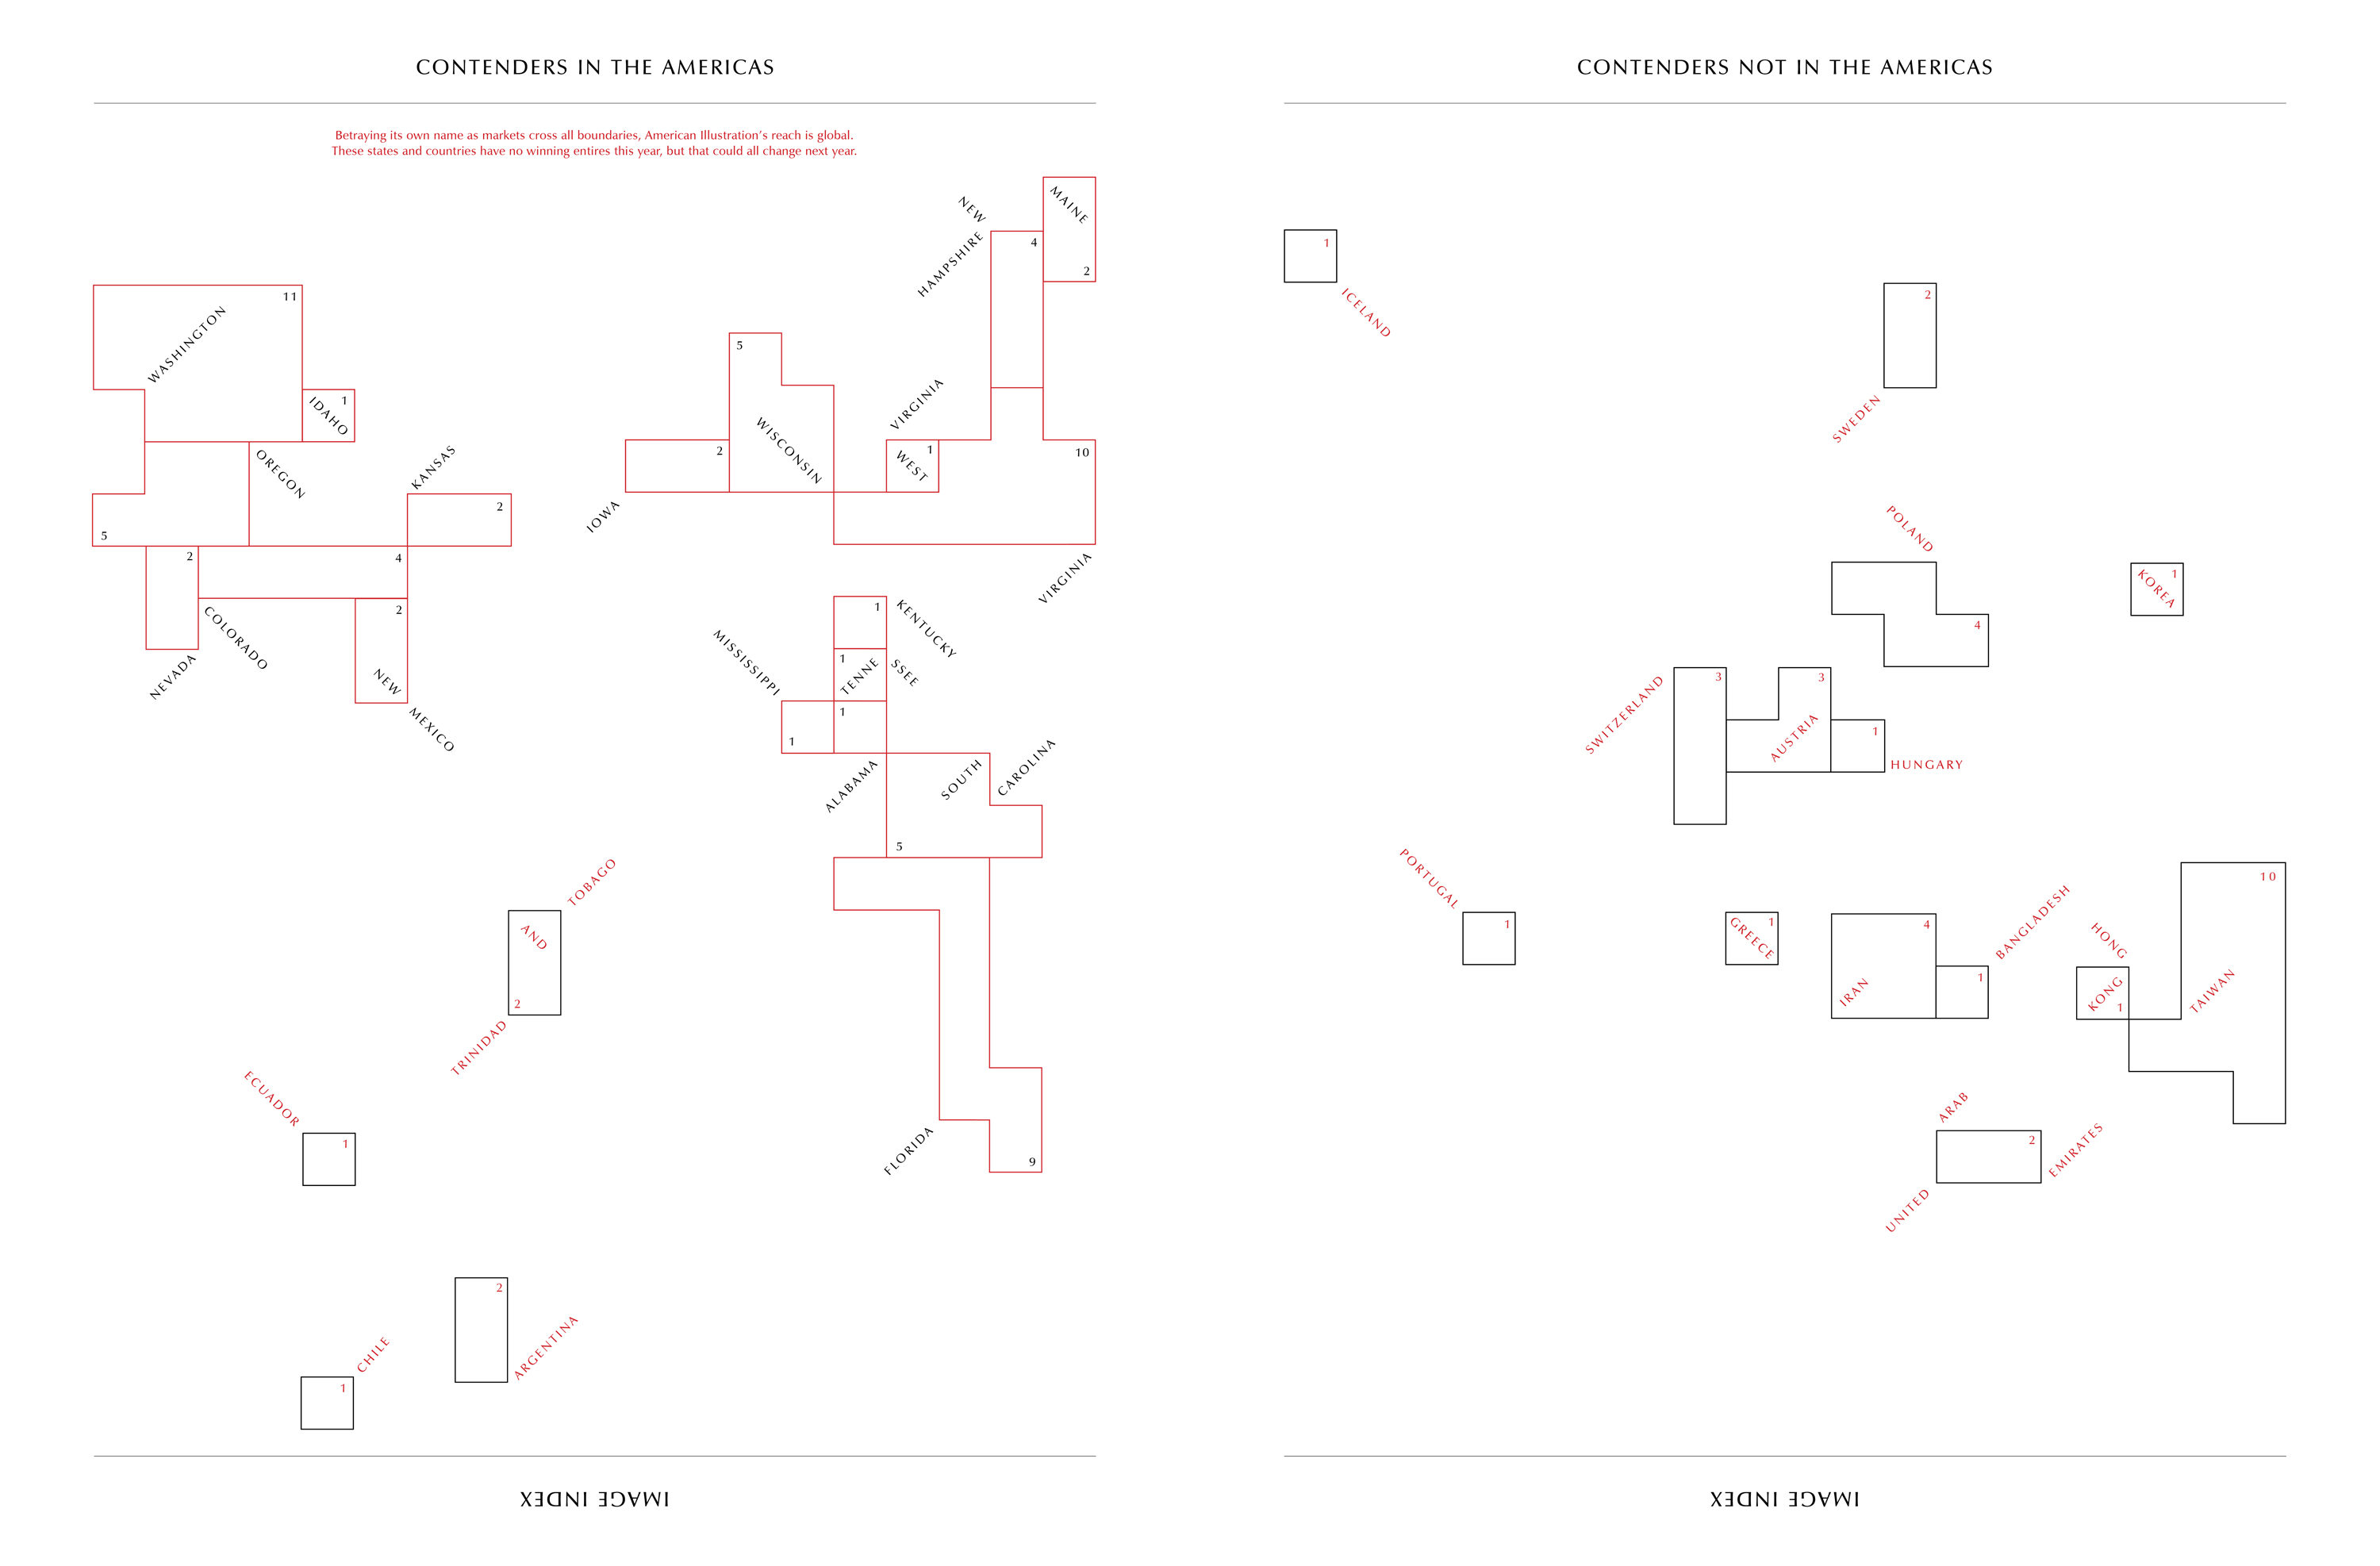 CONTENDERS IN THE AMERICAS
Betraying its own name as markets cross all boundaries, American Illustration's reach is global.
These states and countries have no winning entires this year, but that could all change next year.
MAINE
2
NEW
HAMPSHIRE
4
11
WASHINGTON
IDAHO
1
OREGON
5
KANSAS
2
2
NEVADA
4
COLORADO
2
NEW
MEXICO
5
WISCONSIN
2
IOWA
VIRGINIA
WEST
1
10
VIRGINIA
1
KENTUCKY
1
TENNE
SSEE
MISSISSIPPI
1
1
ALABAMA
SOUTH
CAROLINA
5
FLORIDA
9
TOBAGO
AND
2
TRINIDAD
ECUADOR
1
2
ARGENTINA
CHILE
1
IMAGE INDEX
CONTENDERS NOT IN THE AMERICAS
1
ICELAND
2
SWEDEN
POLAND
4
KOREA
1
SWITZERLAND
3
3
AUSTRIA
1
HUNGARY
PORTUGAL
1
GREECE
1
4
IRAN
BANGLADESH
1
HONG
KONG
1
10
TAIWAN
ARAB
2
EMIRATES
UNITED
IMAGE INDEX